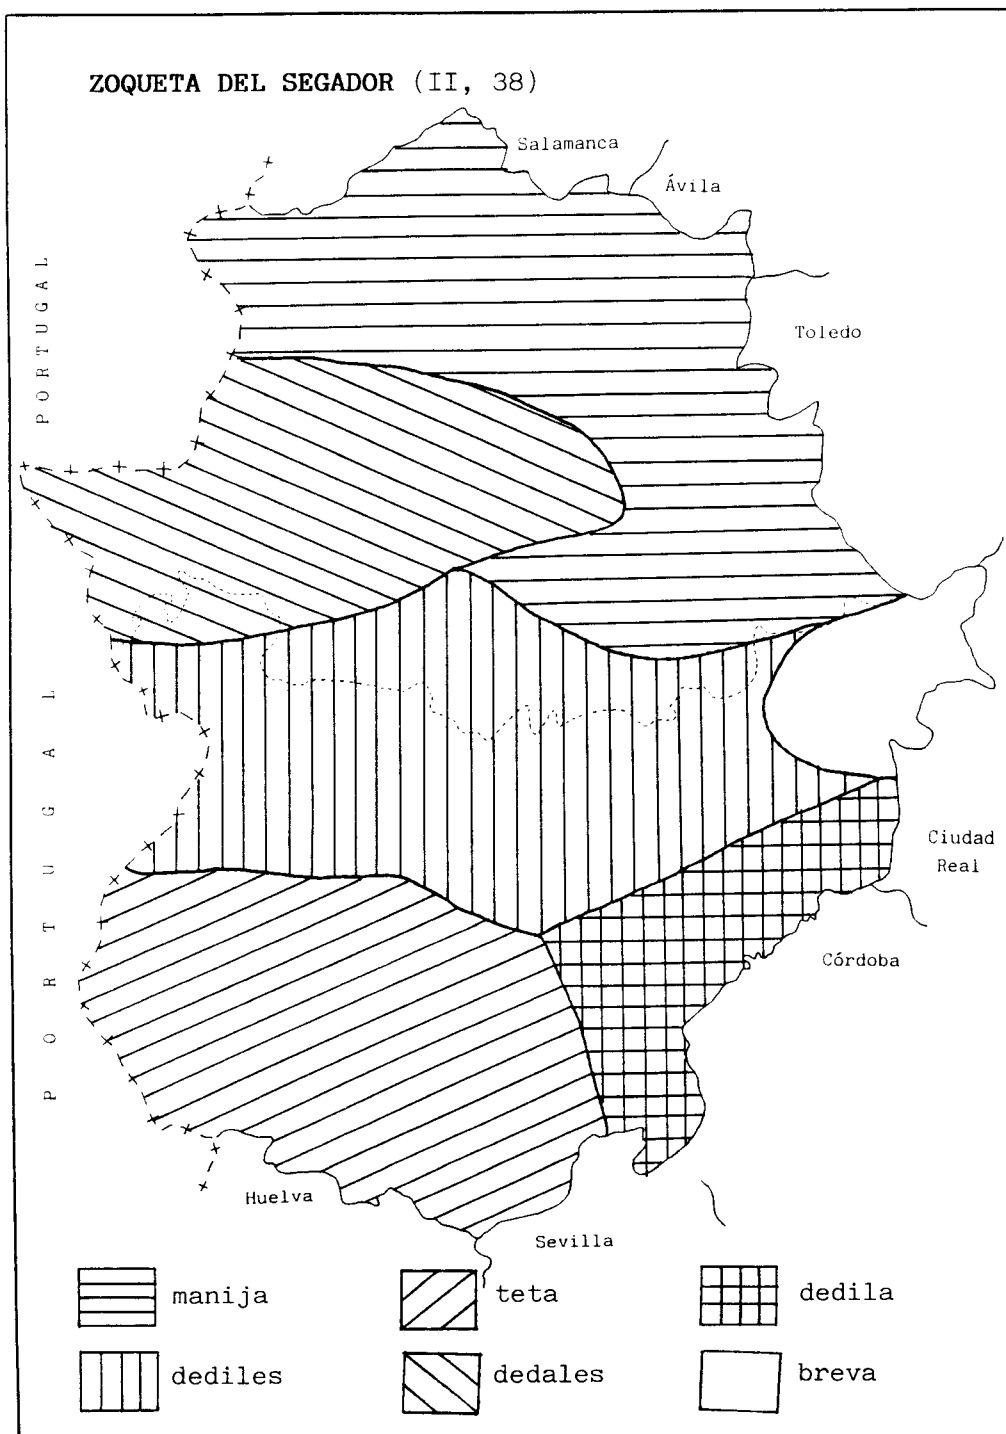 ZOQUETA DEL SEGADOR (II, 38)
Salamanca
Ávila
PORTUGAL
Toledo
PORTUGAL
Ciudad
Real
Córdoba
Huelva
Sevilla
manija
teta
dedila
dediles
dedales
breva